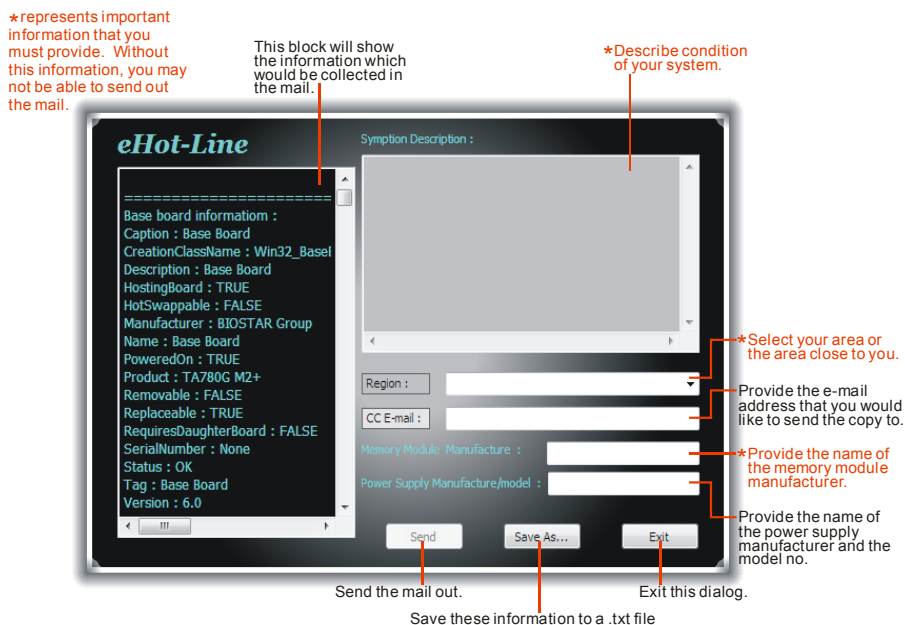 *represents important
information that you
must provide. Without
this information, you may
not be able to send out
the mail.
This block will show
the information which
would be collected in
the mail.
*Describe condition
of your system.
eHot-Line
==================
Base board informatiom :
Caption : Base Board
CreationClassName : Win32_BaseB
Description : Base Board
HostingBoard : TRUE
HotSwappable : FALSE
Manufacturer : BIOSTAR Group
Name : Base Board
PoweredOn : TRUE
Product : TA780G M2+
Removable : FALSE
Replaceable : TRUE
RequiresDaughterBoard : FALSE
SerialNumber : None
Status : OK
Tag : Base Board
Version : 6.0
Symption Description :
Region :
CC E-mail :
Memory Module Manufacture :
Power Supply Manufacture/model :
Send
Save As...
Exit
*Select your area or
the area close to you.
Provide the e-mail
address that you would
like to send the copy to.
*Provide the name of
the memory module
manufacturer.
Provide the name of
the power supply
manufacturer and the
model no.
Send the mail out.
Exit this dialog.
Save these information to a .txt file